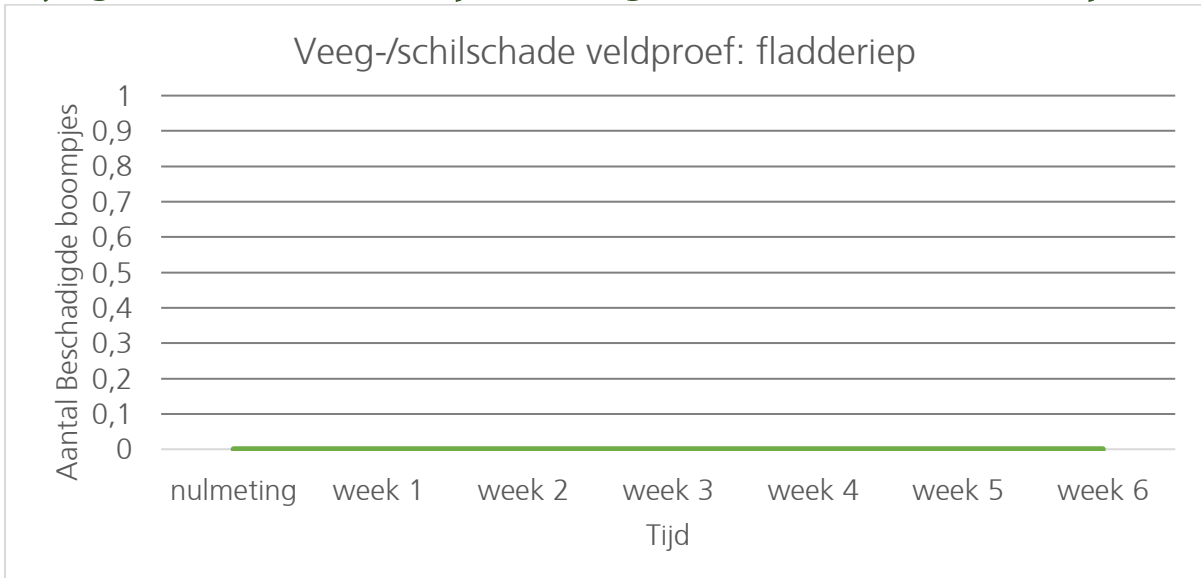 Veeg-/schilschade veldproef: fladderiep
Aantal Beschadigde boompjes
1
0,9
0,8
0,7
0,6
0,5
0,4
0,3
0,2
0,1
0
nulmeting week 1 week 2 week 3 week 4 week 5 week 6
Tijd